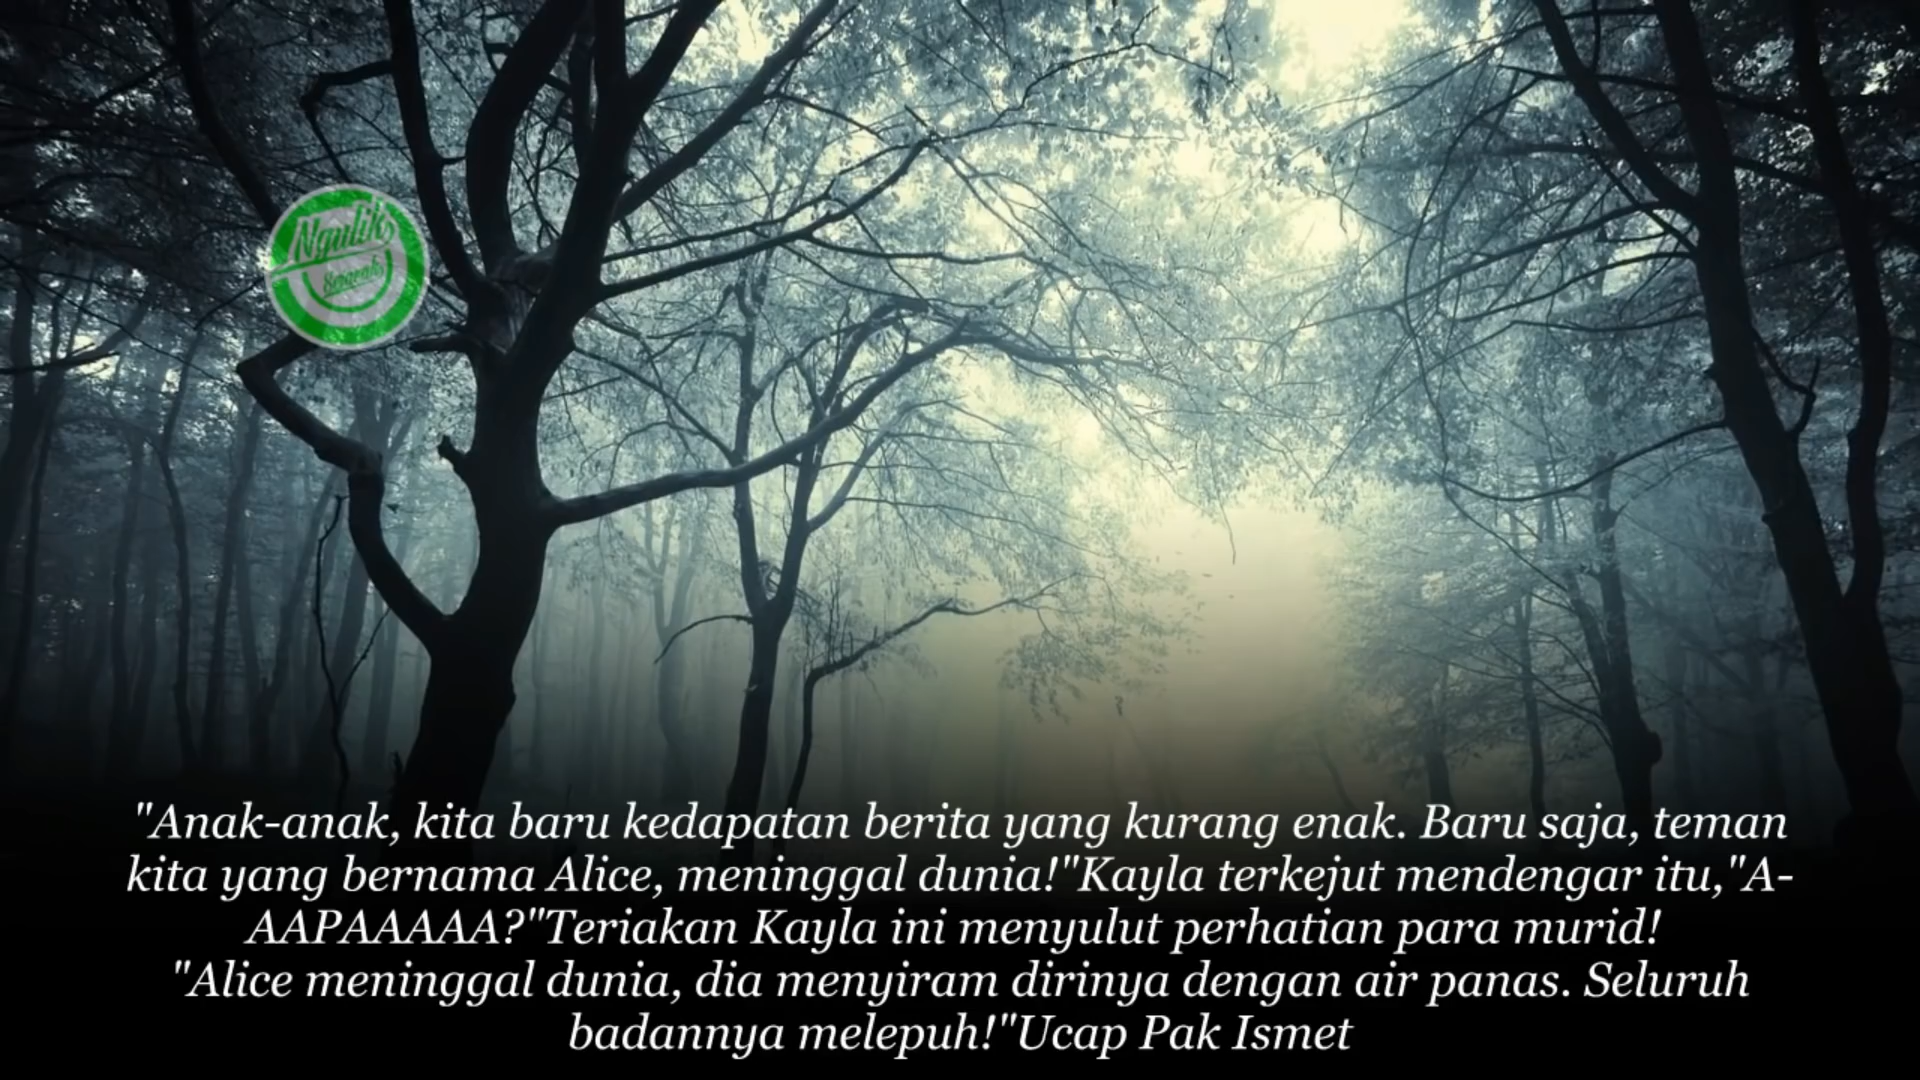 Ngulik
"Anak-anak, kita baru kedapatan berita yang kurang enak. Baru saja, teman
kita yang bernama Alice, meninggal dunia!"Kayla terkejut mendengar itu,"A-
AAPAAAAA?"Teriakan Kayla ini menyulut perhatian para murid!
"Alice meninggal dunia, dia menyiram dirinya dengan air panas. Seluruh
badannya melepuh!"Ucap Pak Ismet